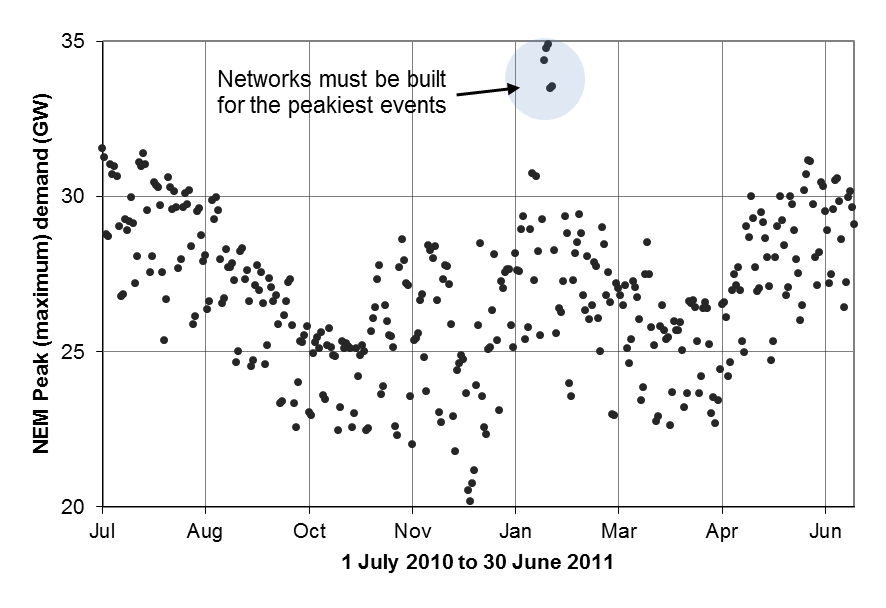 35
Networks must be built
for the peakiest events
30
25
20
NEM Peak (maximum) demand (GW)
Jul Aug Oct Nov Jan Mar Apr Jun
1 July 2010 to 30 June 2011